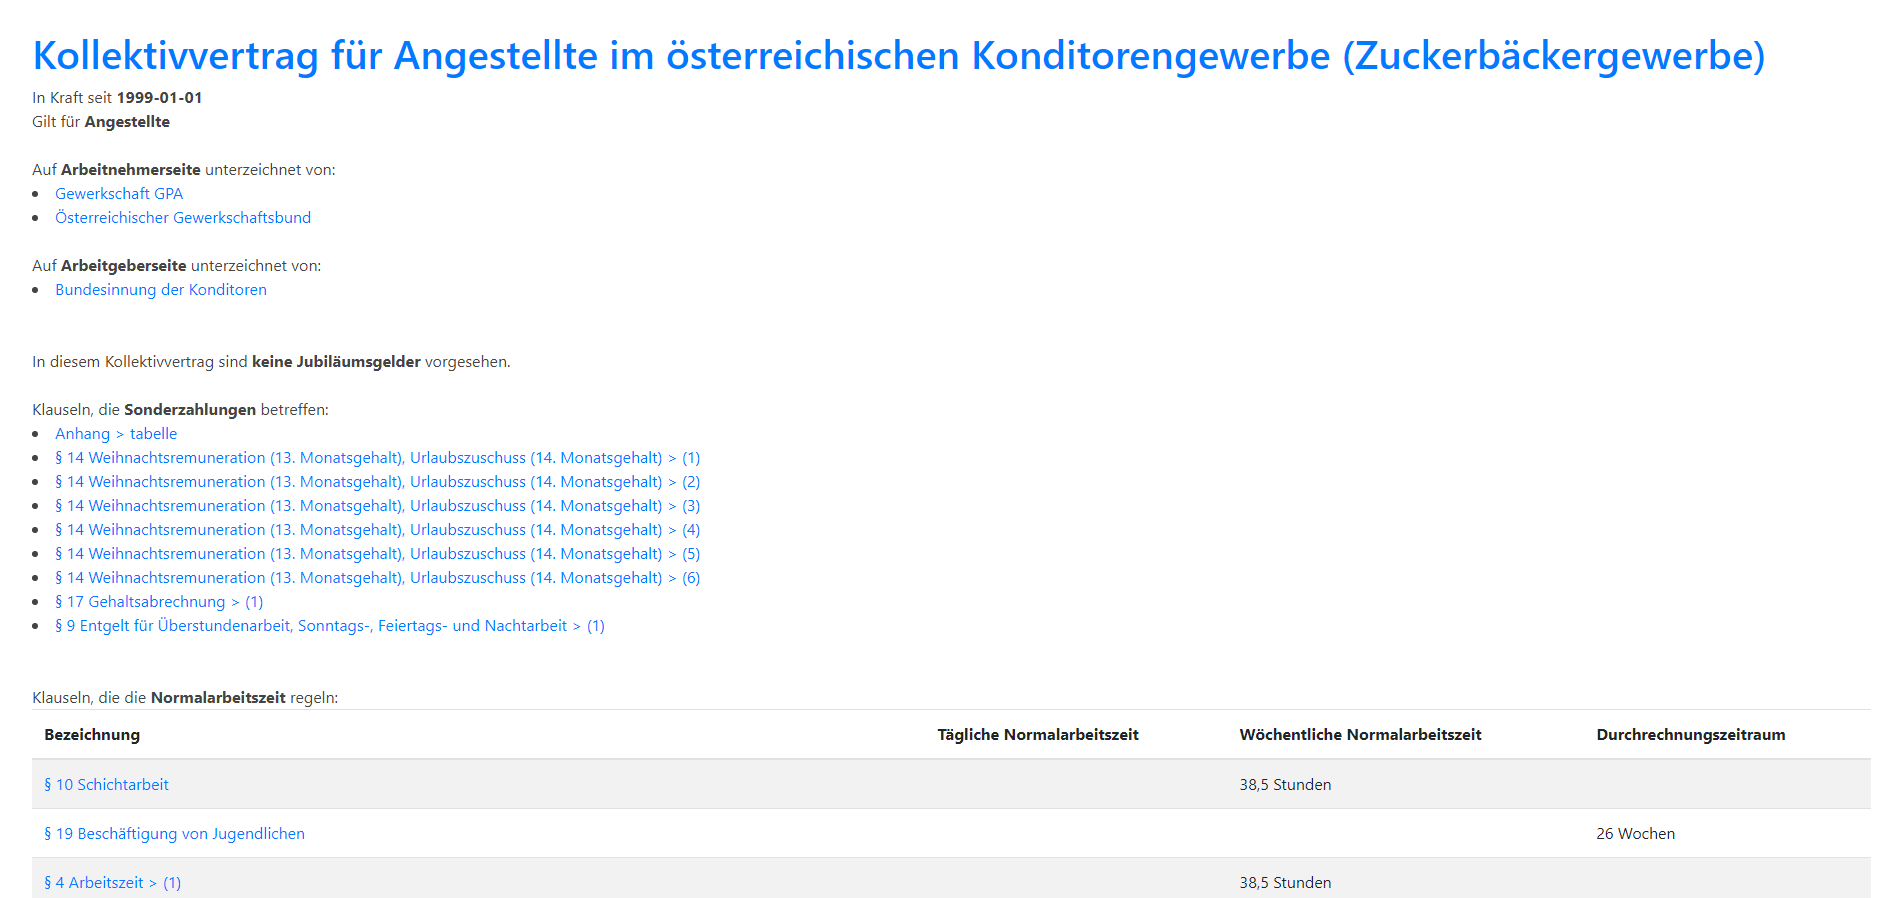 Kollektivvertrag für Angestellte im österreichischen Konditorengewerbe (Zuckerbäckergewerbe)
In Kraft seit 1999-01-01
Gilt für Angestellte
Auf Arbeitnehmerseite unterzeichnet von:
• Gewerkschaft GPA
• Österreichischer Gewerkschaftsbund
Auf Arbeitgeberseite unterzeichnet von:
• Bundesinnung der Konditoren
In diesem Kollektivvertrag sind keine Jubiläumsgelder vorgesehen.
Klauseln, die Sonderzahlungen betreffen:
• Anhang > tabelle
• § 14 Weihnachtsremuneration (13. Monatsgehalt), Urlaubszuschuss (14. Monatsgehalt) > (1)
• § 14 Weihnachtsremuneration (13. Monatsgehalt), Urlaubszuschuss (14. Monatsgehalt) > (2)
• § 14 Weihnachtsremuneration (13. Monatsgehalt), Urlaubszuschuss (14. Monatsgehalt) > (3)
• § 14 Weihnachtsremuneration (13. Monatsgehalt), Urlaubszuschuss (14. Monatsgehalt) > (4)
• § 14 Weihnachtsremuneration (13. Monatsgehalt), Urlaubszuschuss (14. Monatsgehalt) > (5)
• § 14 Weihnachtsremuneration (13. Monatsgehalt), Urlaubszuschuss (14. Monatsgehalt) > (6)
• § 17 Gehaltsabrechnung > (1)
• § 9 Entgelt für Überstundenarbeit, Sonntags-, Feiertags- und Nachtarbeit > (1)
Klauseln, die die Normalarbeitszeit regeln:
Bezeichnung Tägliche Normalarbeitszeit Wöchentliche Normalarbeitszeit Durchrechnungszeitraum
§ 10 Schichtarbeit 38,5 Stunden
§ 19 Beschäftigung von Jugendlichen 26 Wochen
§ 4 Arbeitszeit > (1) 38,5 Stunden